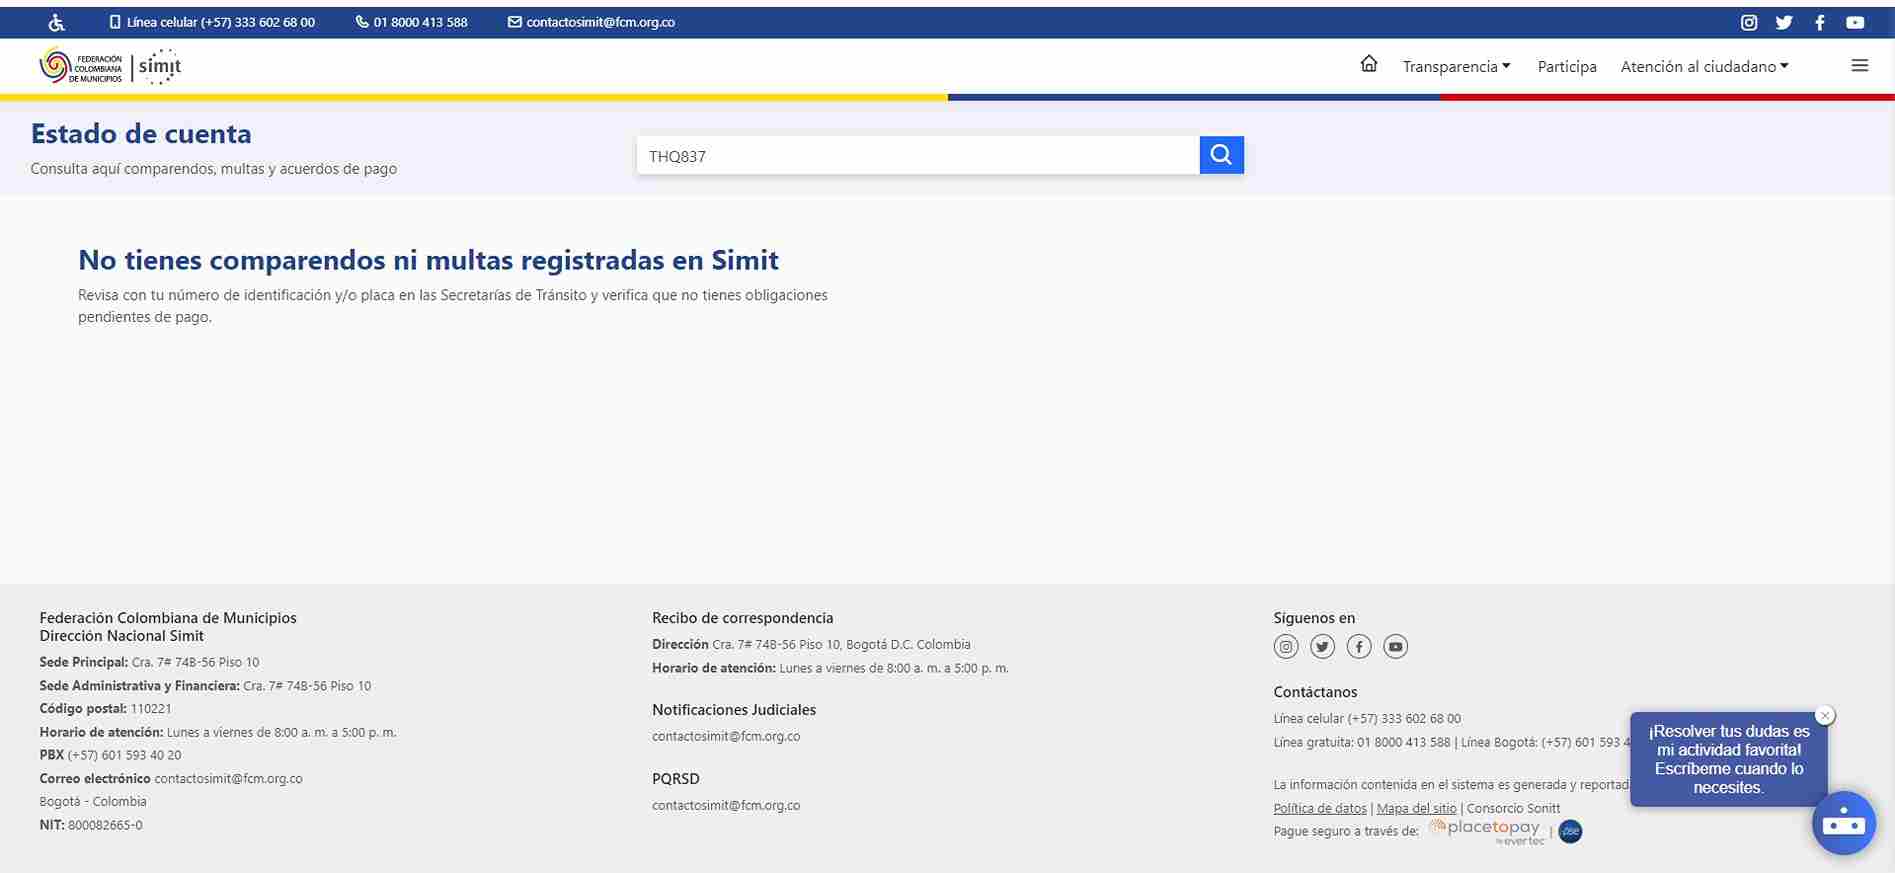 Línea celular (+57) 333 602 68 00 01 8000 413 588 contactosimit@fcm.org.co
FEDERACIÓN
COLOMBIANA
DE MUNICIPIOS
simit
Transparencia Participa Atención al ciudadano
Estado de cuenta
Consulta aquí comparendos, multas y acuerdos de pago
THQ837
No tienes comparendos ni multas registradas en Simit
Revisa con tu número de identificación y/o placa en las Secretarías de Tránsito y verifica que no tienes obligaciones
pendientes de pago.
Federación Colombiana de Municipios
Dirección Nacional Simit
Sede Principal: Cra. 7# 74B-56 Piso 10
Sede Administrativa y Financiera: Cra. 7# 74B-56 Piso 10
Código postal: 110221
Horario de atención: Lunes a viernes de 8:00 a. m. a 5:00 p. m.
PBX (+57) 601 593 40 20
Correo electrónico contactosimit@fcm.org.co
Bogotá - Colombia
NIT: 800082665-0
Recibo de correspondencia
Dirección Cra. 7# 74B-56 Piso 10, Bogotá D.C. Colombia
Horario de atención: Lunes a viernes de 8:00 a. m. a 5:00 p. m.
Notificaciones Judiciales
contactosimit@fcm.org.co
PQRSD
contactosimit@fcm.org.co
Síguenos en
Contáctanos
Línea celular (+57) 333 602 68 00
Línea gratuita: 01 8000 413 588 | Línea Bogotá: (+57) 601 593 4
La información contenida en el sistema es generada y reportad
Política de datos | Mapa del sitio | Consorcio Sonitt
Pague seguro a través de: placetopay | pse
by evertec
¡Resolver tus dudas es
mi actividad favorita!
Escríbeme cuando lo
necesites.